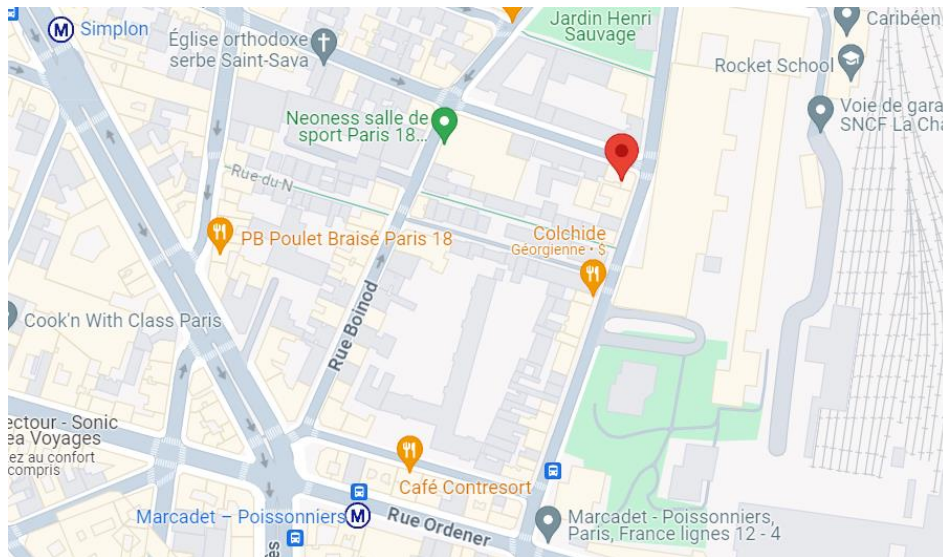 Simplon
Jardin Henri
Sauvage
Caribéen
Église orthodoxe
serbe Saint-Sava
Rocket School
Neoness salle de
sport Paris 18...
Voie de gara
SNCF La Cha
Rue du N
PB Poulet Braisé Paris 18
Colchide
Géorgienne • $
Cook'n With Class Paris
Rue Boinod
ectour - Sonic
ea Voyages
ez au confort
compris
Café Contresort
Marcadet – Poissonniers
Rue Ordener
Marcadet - Poissonniers,
Paris, France lignes 12 - 4